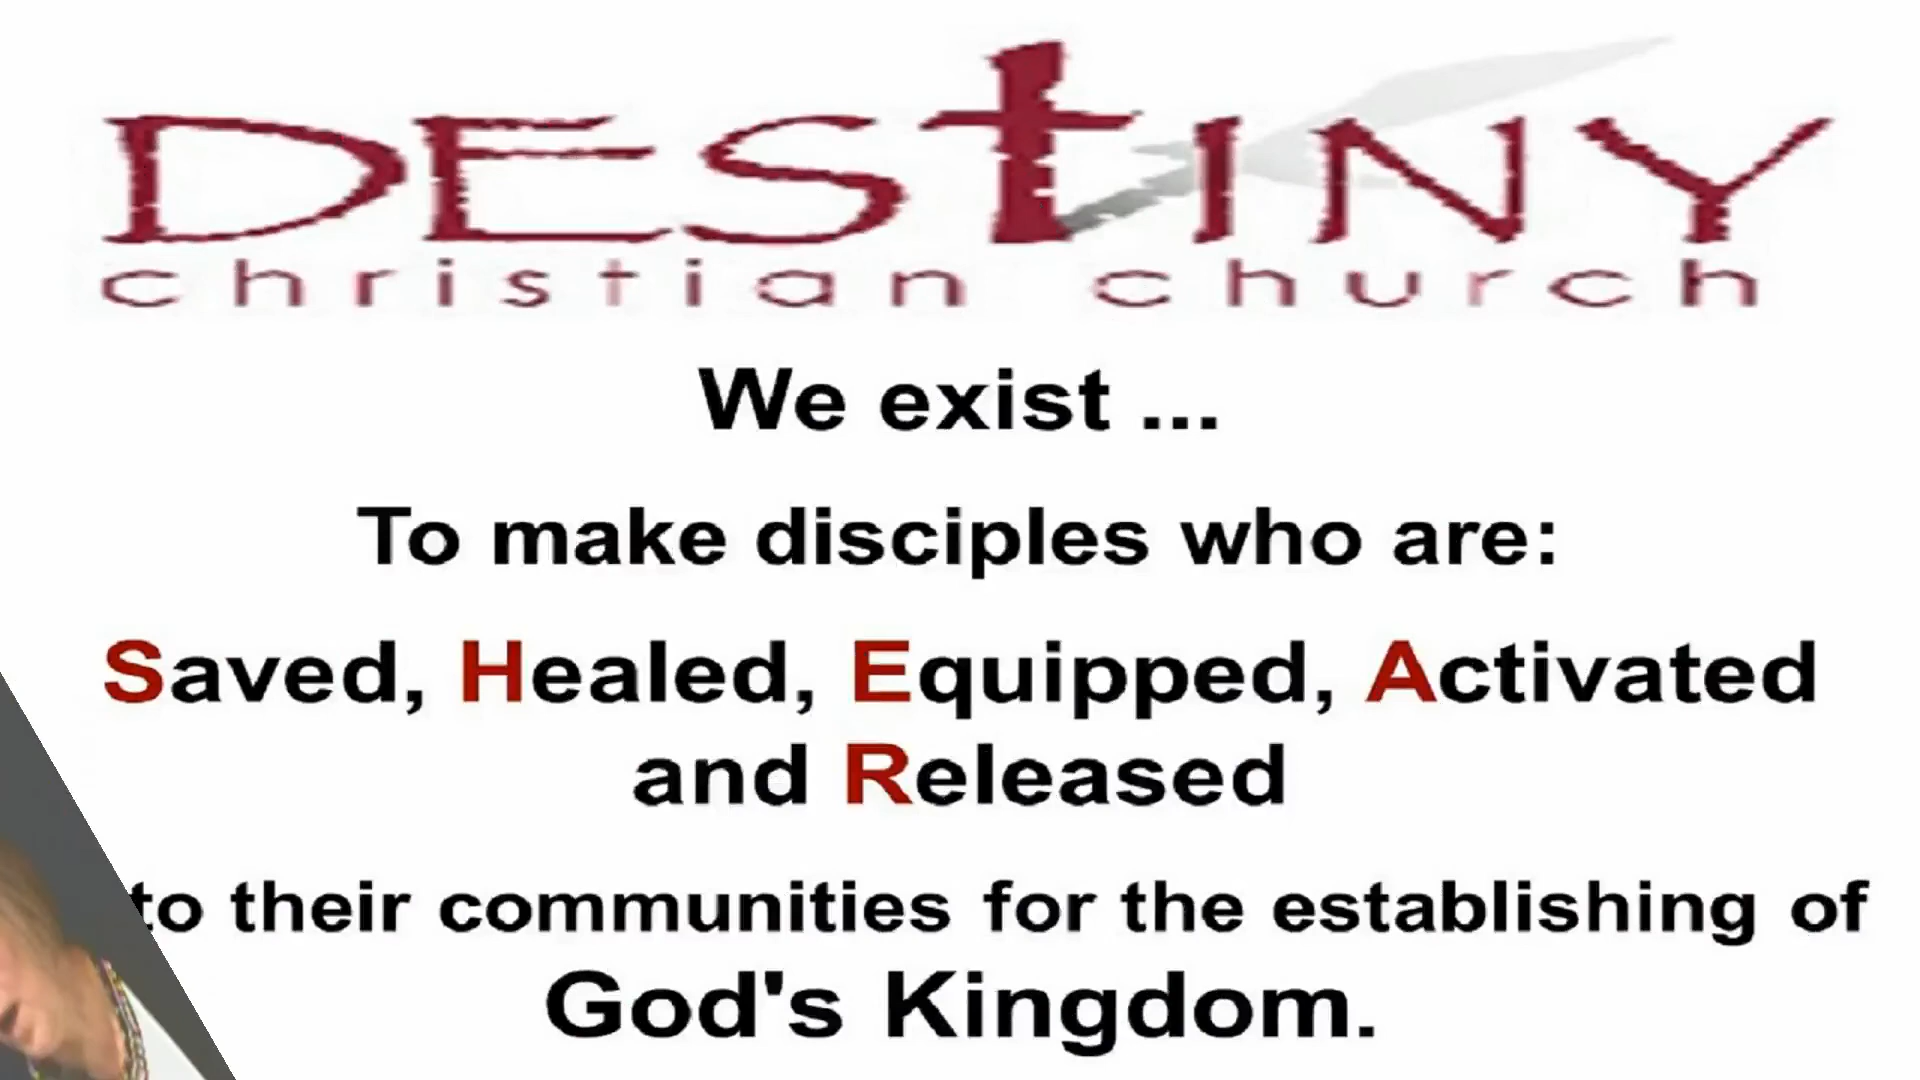 DEStINY
christian church
We exist ...
To make disciples who are:
Saved, Healed, Equipped, Activated
and Released
to their communities for the establishing of
God's Kingdom.